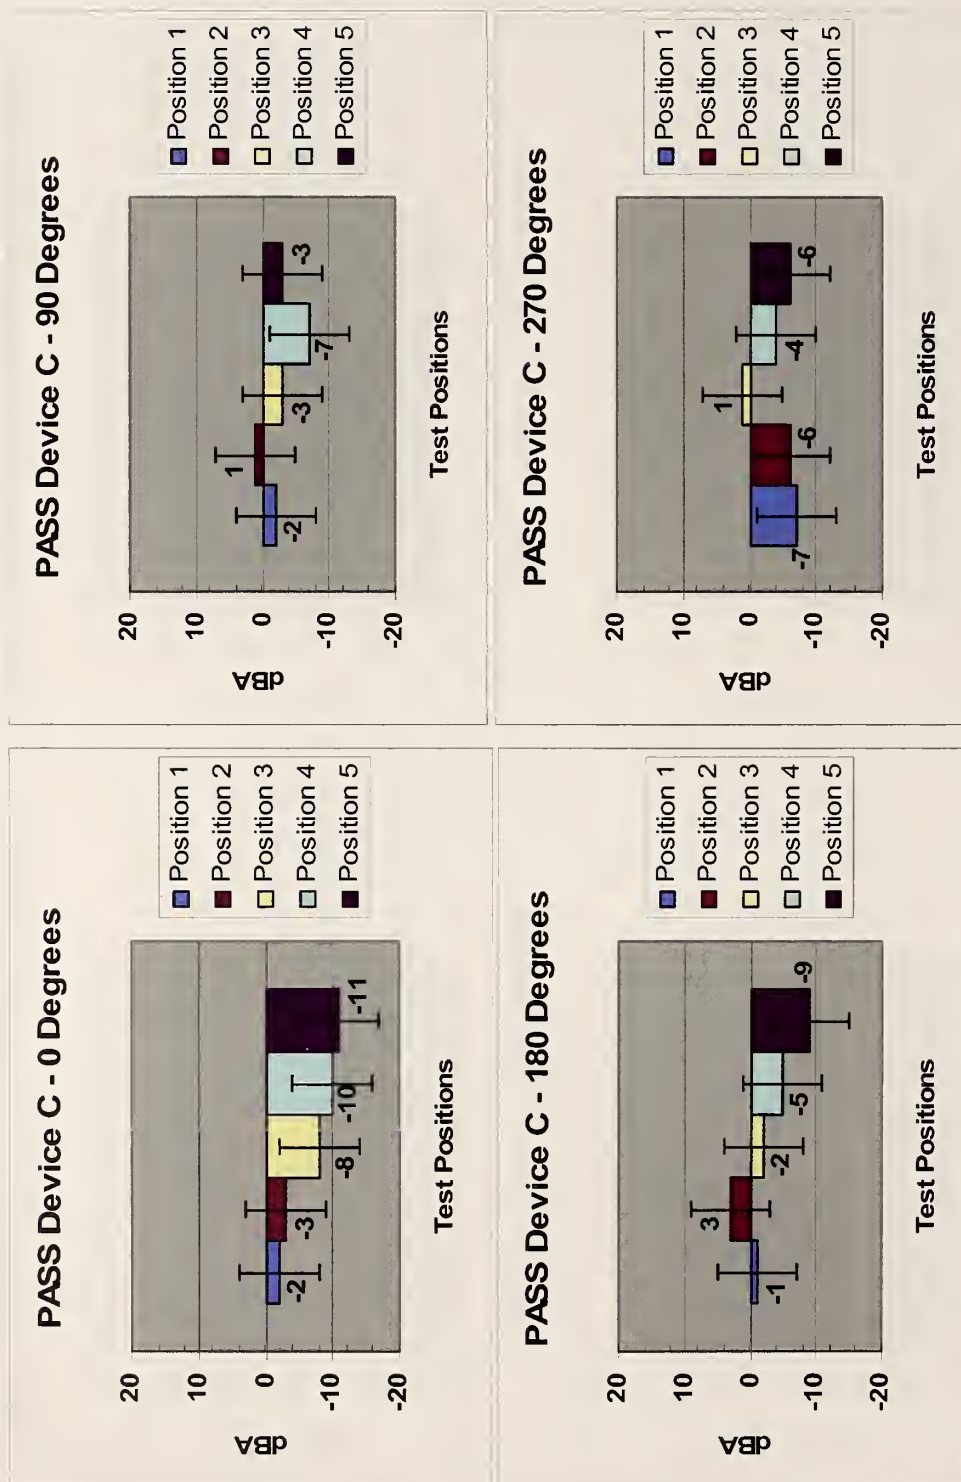 PASS Device C - 0 Degrees
20
10
0
-10
-20
dBA
-2
-3
-8
-10
-11
Test Positions
Position 1
Position 2
Position 3
Position 4
Position 5
PASS Device C - 90 Degrees
20
10
0
-10
-20
dBA
-2
1
-3
-7
-3
Test Positions
Position 1
Position 2
Position 3
Position 4
Position 5
PASS Device C - 180 Degrees
20
10
0
-10
-20
dBA
-1
3
-2
-5
-9
Test Positions
Position 1
Position 2
Position 3
Position 4
Position 5
PASS Device C - 270 Degrees
20
10
0
-10
-20
dBA
-7
-6
1
-4
-6
Test Positions
Position 1
Position 2
Position 3
Position 4
Position 5